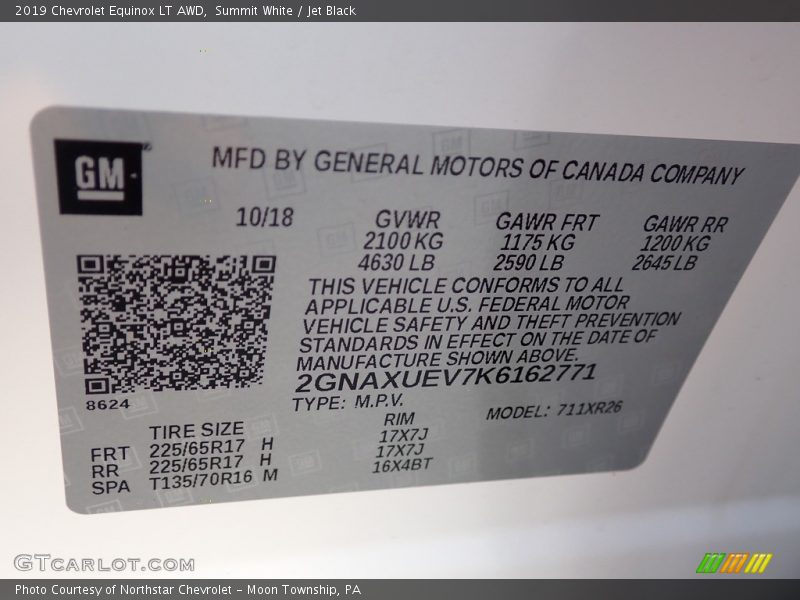 2019 Chevrolet Equinox LT AWD, Summit White / Jet Black
GM
MFD BY GENERAL MOTORS OF CANADA COMPANY
10/18 GVWR GAWR FRT GAWR RR
2100 KG 1175 KG 1200 KG
4630 LB 2590 LB 2645 LB
THIS VEHICLE CONFORMS TO ALL
APPLICABLE U.S. FEDERAL MOTOR
VEHICLE SAFETY AND THEFT PREVENTION
STANDARDS IN EFFECT ON THE DATE OF
MANUFACTURE SHOWN ABOVE.
2GNAXUEV7K6162771
8624 TYPE: M.P.V. MODEL: 711XR26
TIRE SIZE RIM
FRT 225/65R17 H 17X7J
RR 225/65R17 H 17X7J
SPA T135/70R16 M 16X4BT
GTCARLOT.COM
Photo Courtesy of Northstar Chevrolet - Moon Township, PA